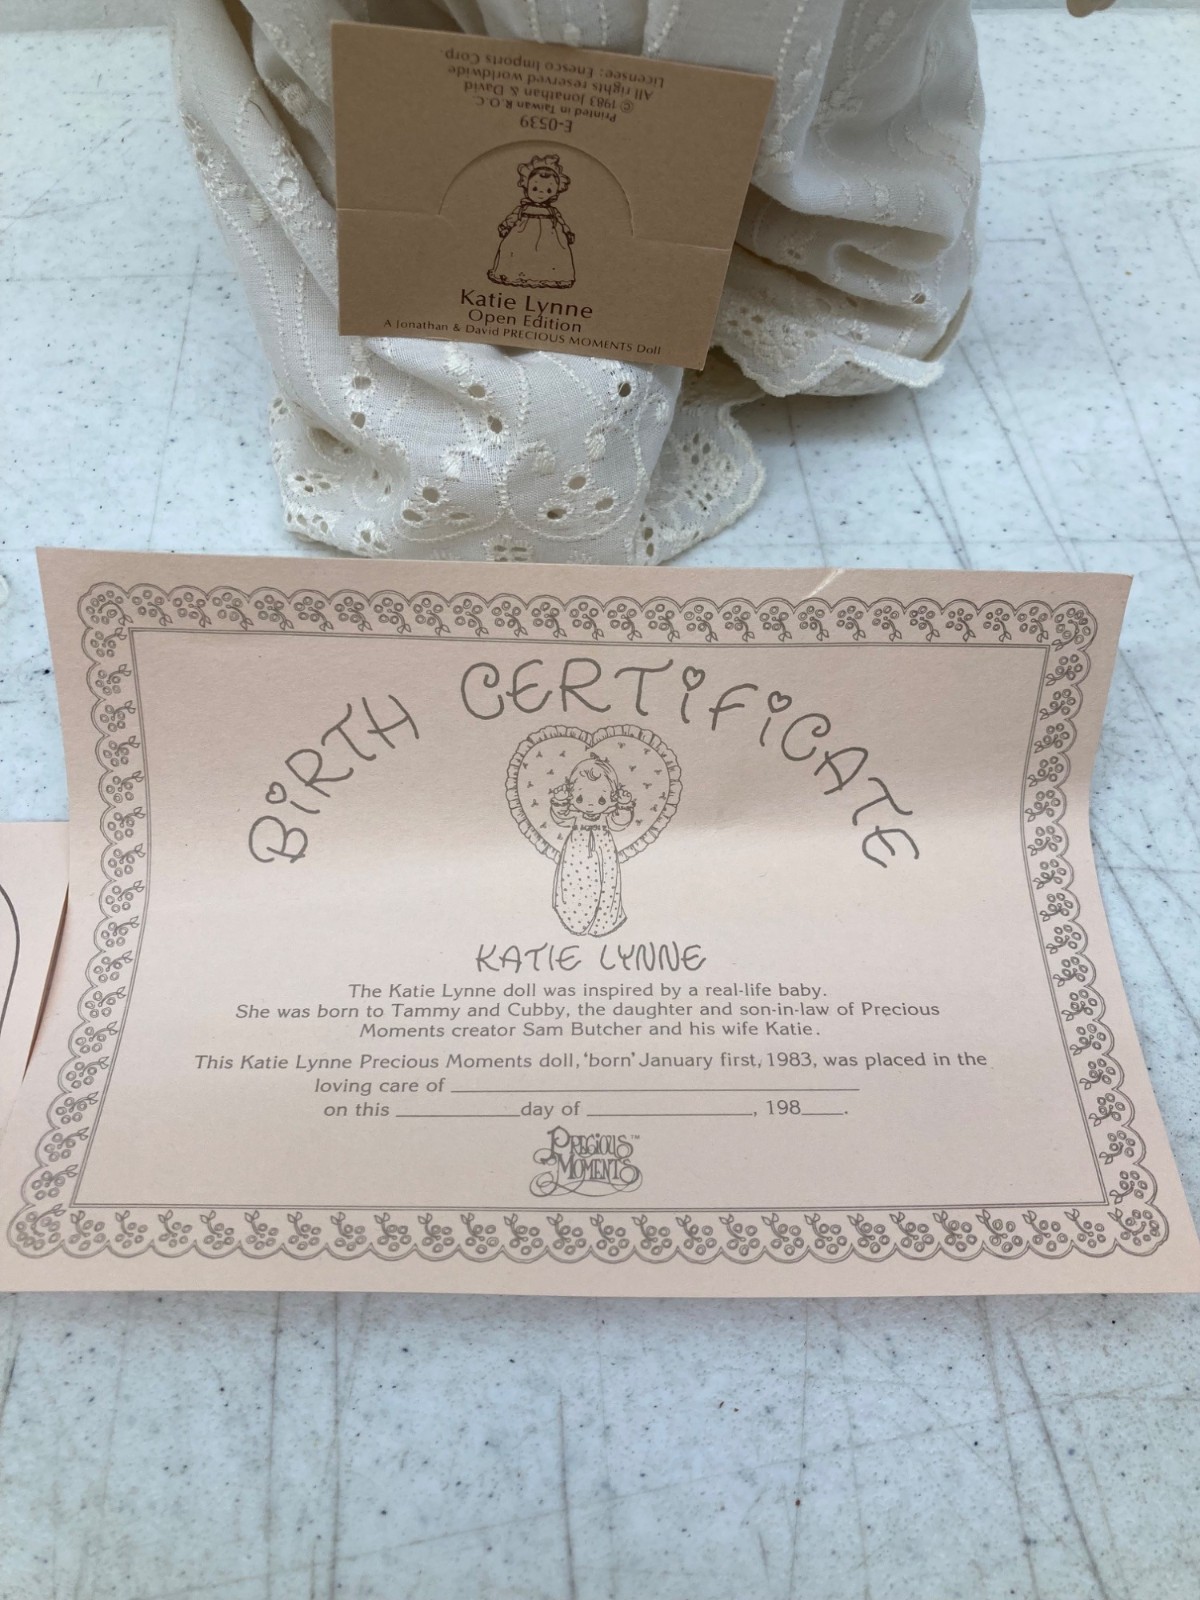 Licensee: Enesco Imports Corp.
All rights reserved worldwide
© 1983 Jonathan & David
Printed in Taiwan R.O.C.
E-0539
Katie Lynne
Open Edition
A Jonathan & David PRECIOUS MOMENTS Doll
BiRTH CERTiFiCATE
KATIE LYNNE
The Katie Lynne doll was inspired by a real-life baby.
She was born to Tammy and Cubby, the daughter and son-in-law of Precious
Moments creator Sam Butcher and his wife Katie.
This Katie Lynne Precious Moments doll, 'born' January first, 1983, was placed in the
loving care of
on this ________ day of ________, 198___.
PRECIOUS™
MOMENTS